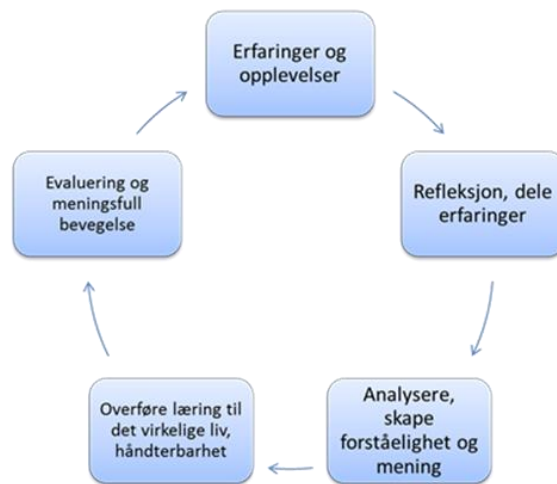 Erfaringer og
opplevelser
Refleksjon, dele
erfaringer
Analysere,
skape
forståelighet og
mening
Overføre læring til
det virkelige liv,
håndterbarhet
Evaluering og
meningsfull
bevegelse